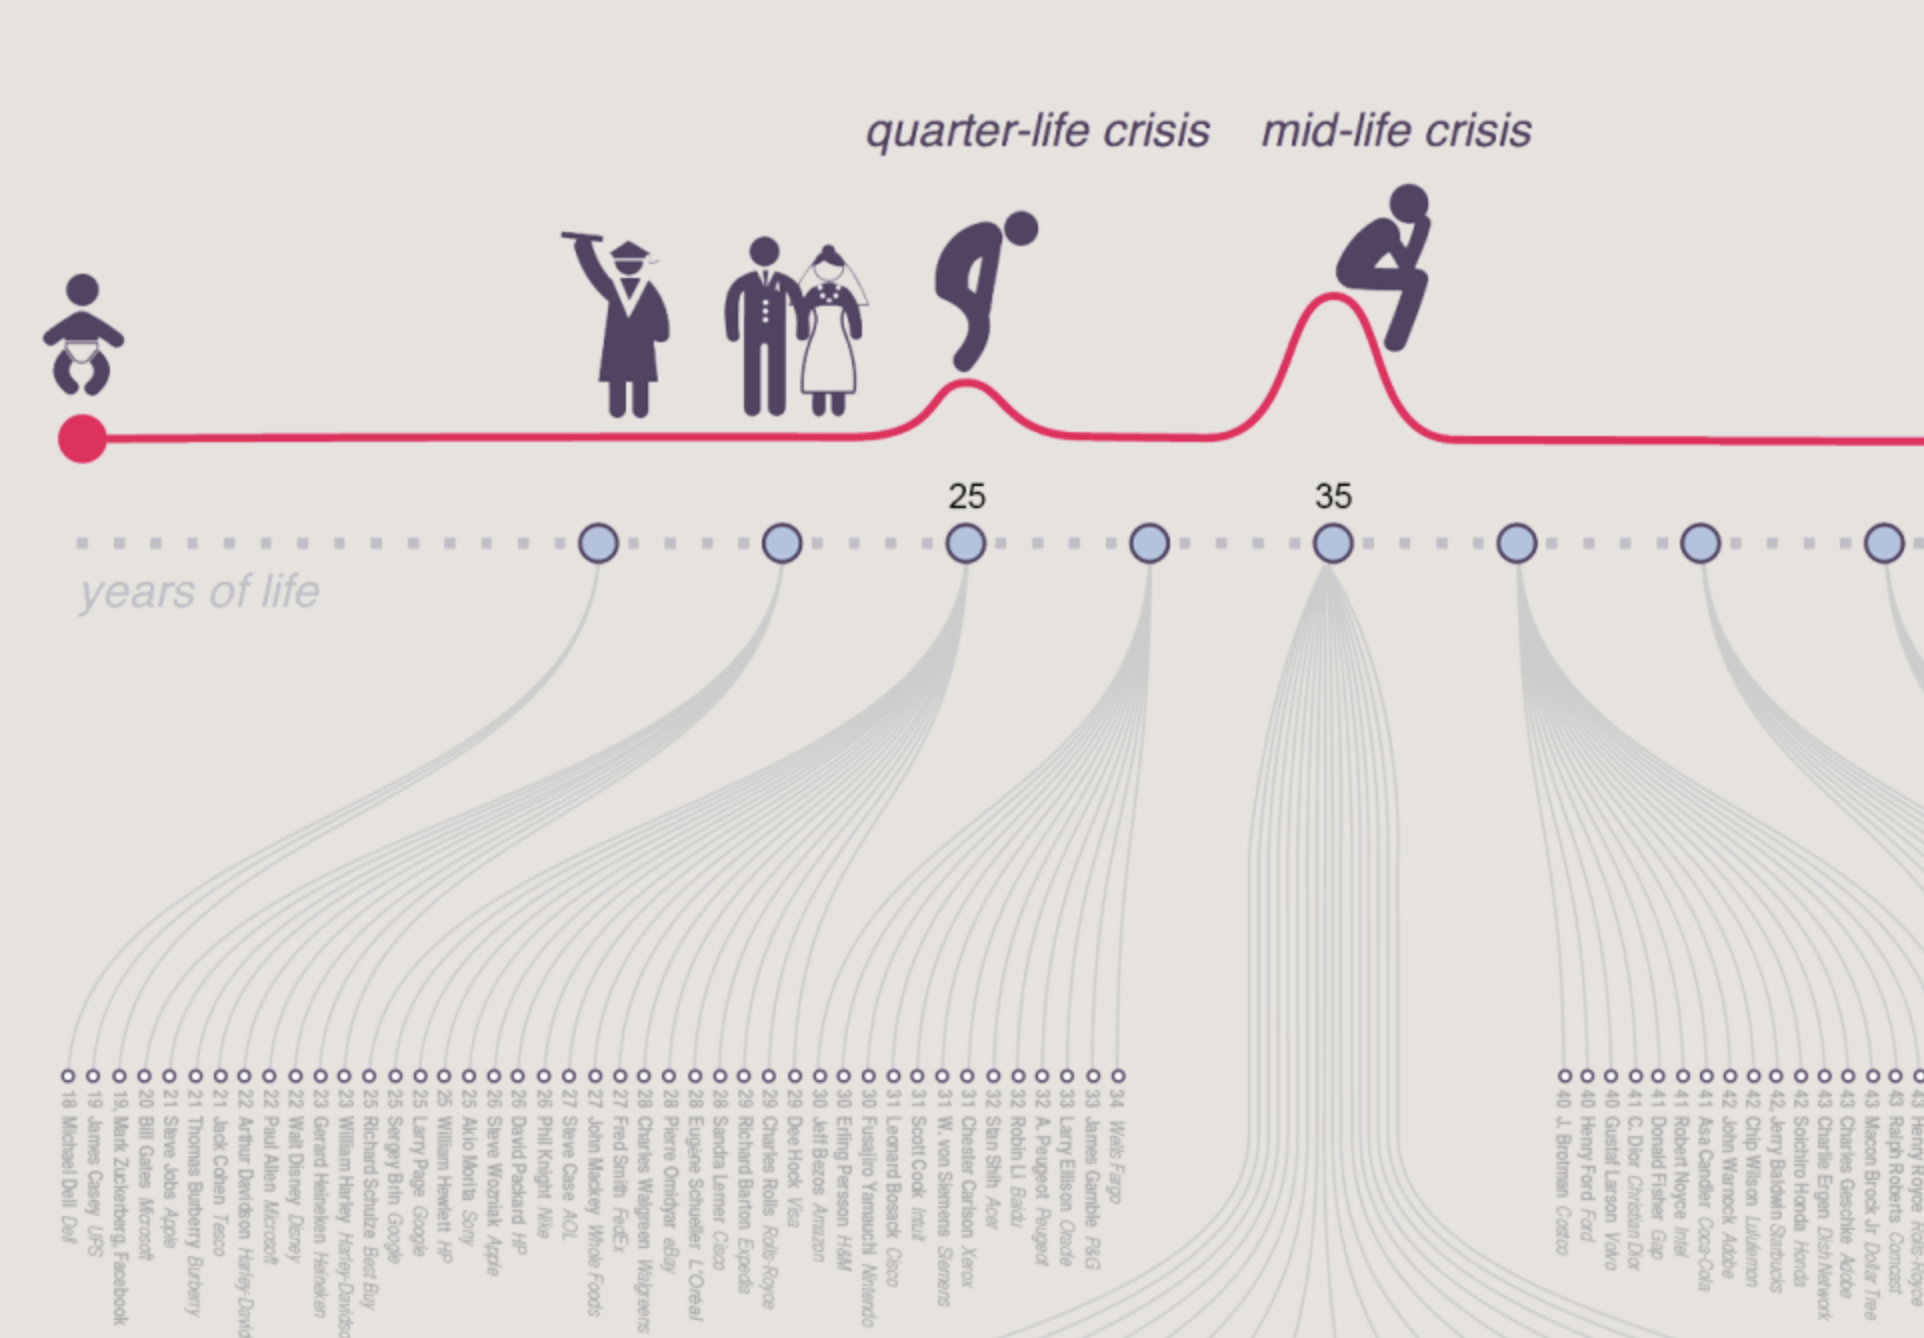 quarter-life crisis
mid-life crisis
25
35
years of life
18 Michael Dell Dell
19 James Casey UPS
19, Mark Zuckerberg, Facebook
20 Bill Gates Microsoft
21 Steve Jobs Apple
21 Thomas Burberry Burberry
21 Jack Cohen Tesco
22 Arthur Davidson Harley-David
22 Paul Allen Microsoft
22 Walt Disney Disney
23 Gerard Heineken Heineken
23 William Harley Harley-Davidso
25 Richard Schulze Best Buy
25 Sergey Brin Google
25 Larry Page Google
25 William Hewlett HP
25 Akio Morita Sony
26 Steve Wozniak Apple
26 David Packard HP
26 Phil Knight Nike
27 Steve Case AOL
27 John Mackey Whole Foods
27 Fred Smith FedEx
28 Charles Walgreen Walgreens
28 Pierre Omidyar eBay
28 Eugène Schueller L'Oréal
28 Sandra Lerner Cisco
29 Richard Barton Expedia
29 Charles Rolls Rolls-Royce
29 Dee Hock Visa
30 Jeff Bezos Amazon
30 Erling Persson H&M
30 Fusajiro Yamauchi Nintendo
31 Leonard Bosack Cisco
31 Scott Cook Intuit
31 W. von Siemens Siemens
31 Chester Carlson Xerox
32 Stan Shih Acer
32 Robin Li Baidu
32 A. Peugeot Peugeot
33 Larry Ellison Oracle
33 James Gamble P&G
34 Wells Fargo
40 J. Brotman Costco
40 Henry Ford Ford
40 Gustaf Larson Volvo
41 C. Dior Christian Dior
41 Donald Fisher Gap
41 Robert Noyce Intel
41 Asa Candler Coca-Cola
42 John Warnock Adobe
42 Chip Wilson Lululemon
42, Jerry Baldwin Starbucks
42 Soichiro Honda Honda
43 Charlie Ergen Dish Network
43 Charles Geschke Adobe
43 Macon Brock Jr Dollar Tree
43 Ralph Roberts Comcast
43 Henry Royce Rolls-Royce